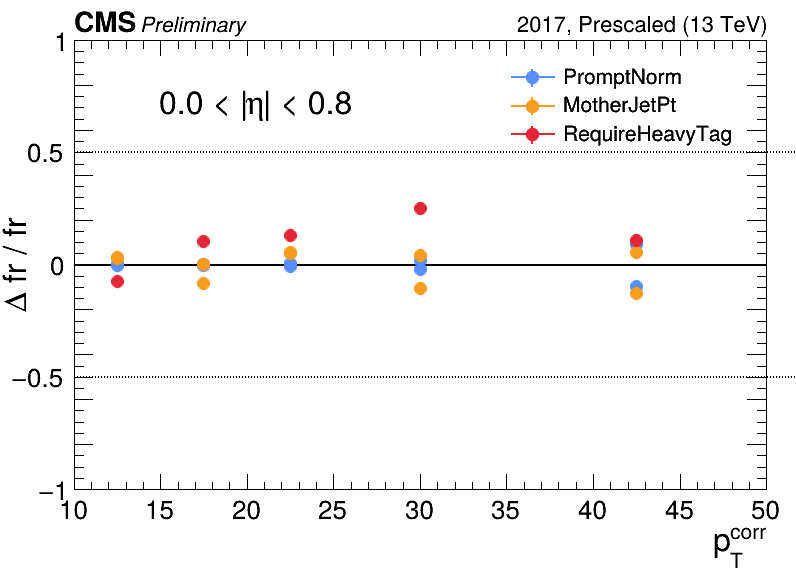 CMS Preliminary
2017, Prescaled (13 TeV)
0.0 < |η| < 0.8
PromptNorm
MotherJetPt
RequireHeavyTag
Δ fr / fr
1
0.5
0
−0.5
−1
10 15 20 25 30 35 40 45 50
p_T^corr